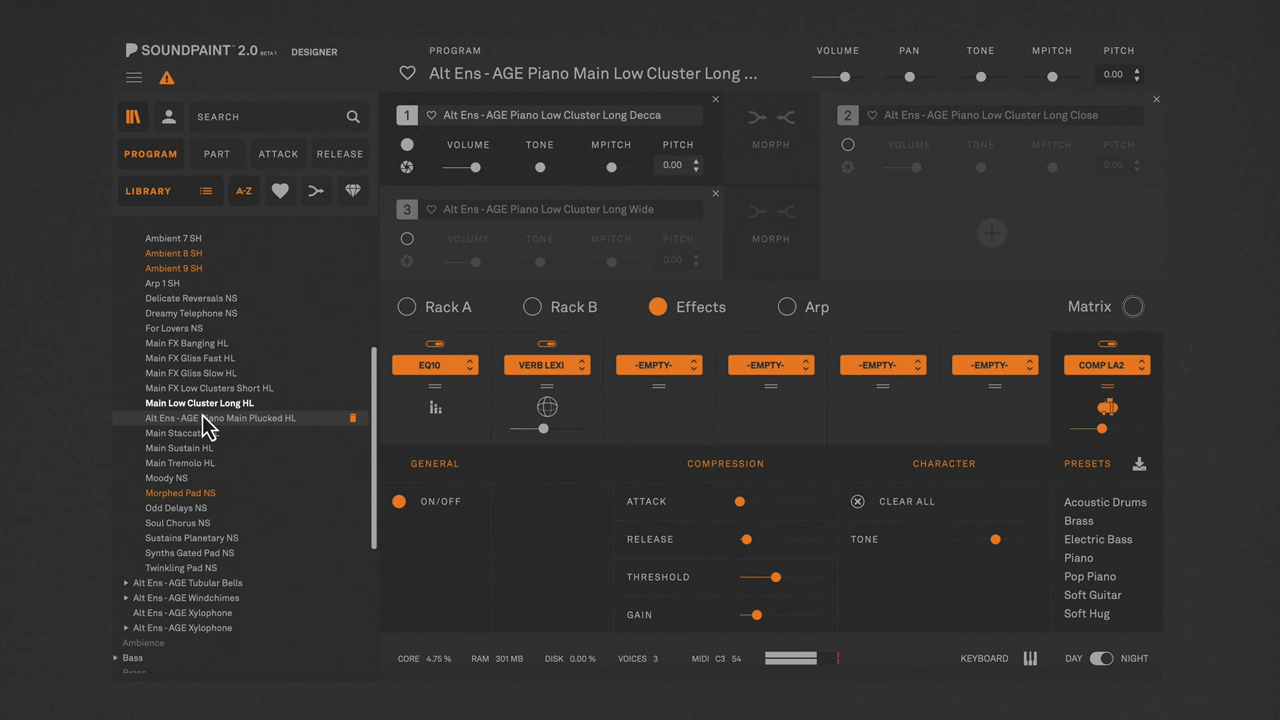 SOUNDPAINT™ 2.0 BETA 1 DESIGNER
PROGRAM
Alt Ens - AGE Piano Main Low Cluster Long ...
VOLUME PAN TONE MPITCH PITCH
0.00
SEARCH
PROGRAM PART ATTACK RELEASE
LIBRARY A-Z
1 Alt Ens - AGE Piano Low Cluster Long Decca
VOLUME TONE MPITCH PITCH
0.00
MORPH
2 Alt Ens - AGE Piano Low Cluster Long Close
VOLUME TONE MPITCH PITCH
0.00
3 Alt Ens - AGE Piano Low Cluster Long Wide
VOLUME TONE MPITCH PITCH
0.00
MORPH
Ambient 7 SH
Ambient 8 SH
Ambient 9 SH
Arp 1 SH
Delicate Reversals NS
Dreamy Telephone NS
For Lovers NS
Main FX Banging HL
Main FX Gliss Fast HL
Main FX Gliss Slow HL
Main FX Low Clusters Short HL
Main Low Cluster Long HL
Alt Ens - AGE Piano Main Plucked HL
Main Staccat
Main Sustain HL
Main Tremolo HL
Moody NS
Morphed Pad NS
Odd Delays NS
Soul Chorus NS
Sustains Planetary NS
Synths Gated Pad NS
Twinkling Pad NS
Alt Ens - AGE Tubular Bells
Alt Ens - AGE Windchimes
Alt Ens - AGE Xylophone
Alt Ens - AGE Xylophone
Ambience
Bass
Brass
Rack A Rack B Effects Arp Matrix
EQ10 VERB LEXI -EMPTY- -EMPTY- -EMPTY- -EMPTY- COMP LA2
GENERAL COMPRESSION CHARACTER PRESETS
ON/OFF
ATTACK
RELEASE
THRESHOLD
GAIN
CLEAR ALL
TONE
Acoustic Drums
Brass
Electric Bass
Piano
Pop Piano
Soft Guitar
Soft Hug
CORE 4.75 % RAM 301 MB DISK 0.00 % VOICES 3 MIDI C3 54 KEYBOARD DAY NIGHT